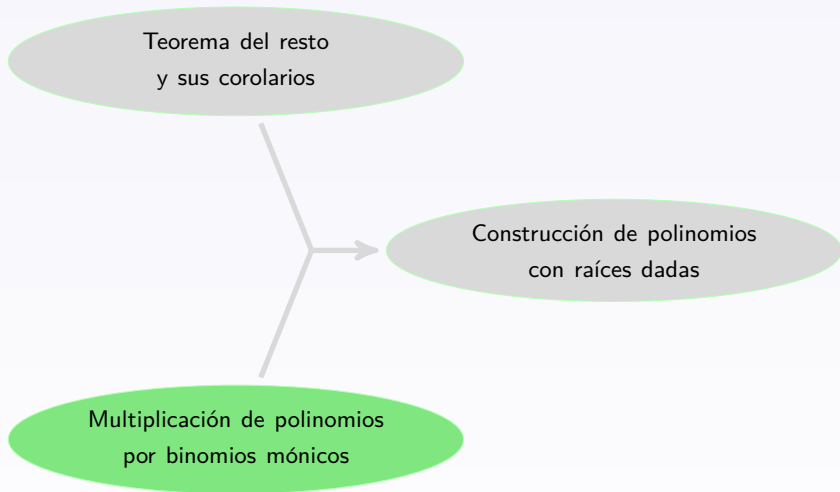 Teorema del resto
y sus corolarios
Construcción de polinomios
con raíces dadas
Multiplicación de polinomios
por binomios mónicos